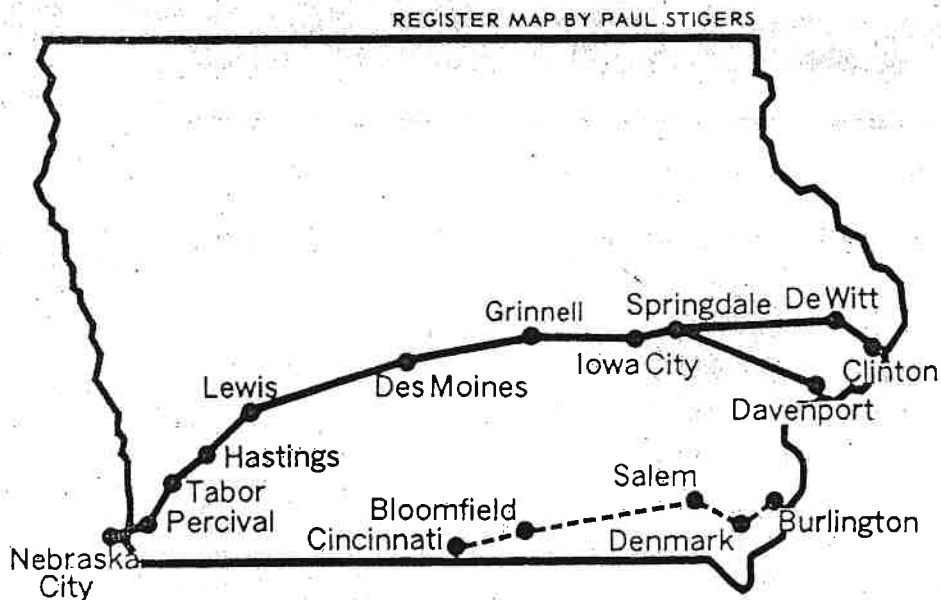 REGISTER MAP BY PAUL STIGERS
Grinnell
Springdale
De Witt
Iowa City
Clinton
Des Moines
Davenport
Lewis
Hastings
Tabor
Percival
Nebraska
City
Salem
Bloomfield
Cincinnati
Denmark
Burlington